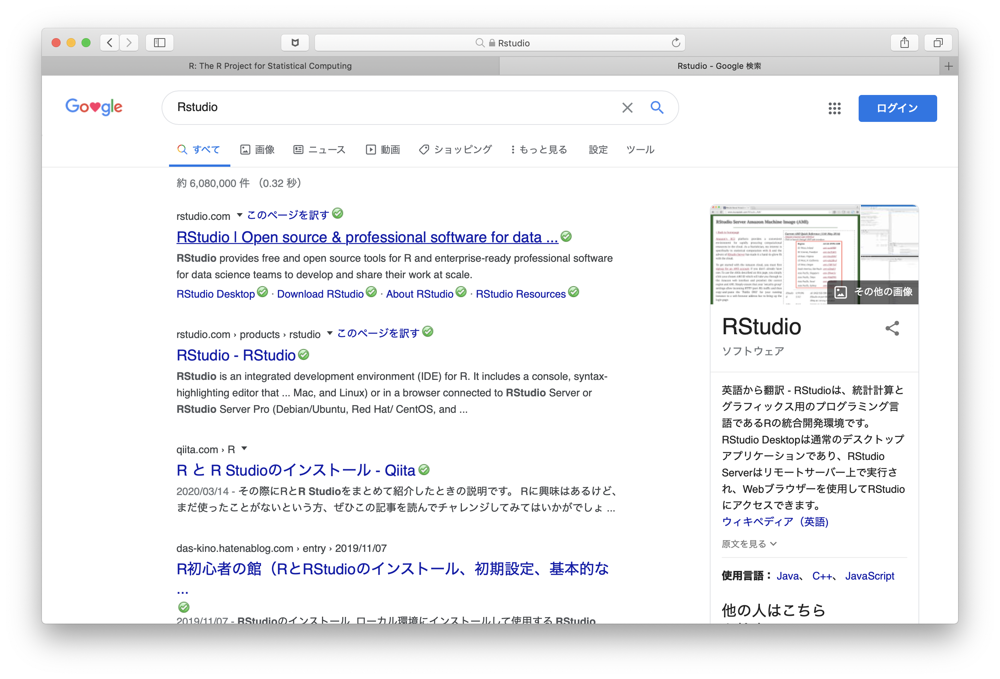 Rstudio
R: The R Project for Statistical Computing
Rstudio - Google 検索
Google
Rstudio
ログイン
すべて 画像 ニュース 動画 ショッピング もっと見る 設定 ツール
約 6,080,000 件 （0.32 秒）
rstudio.com このページを訳す
RStudio | Open source & professional software for data ...
RStudio provides free and open source tools for R and enterprise-ready professional software
for data science teams to develop and share their work at scale.
RStudio Desktop · Download RStudio · About RStudio · RStudio Resources
rstudio.com › products › rstudio このページを訳す
RStudio - RStudio
RStudio is an integrated development environment (IDE) for R. It includes a console, syntax-
highlighting editor that ... Mac, and Linux) or in a browser connected to RStudio Server or
RStudio Server Pro (Debian/Ubuntu, Red Hat/ CentOS, and ...
qiita.com › R
R と R Studioのインストール - Qiita
2020/03/14 - その際にRとR Studioをまとめて紹介したときの説明です。 Rに興味はあるけど、
まだ使ったことがないという方、ぜひこの記事を読んでチャレンジしてみてはいかがでしょ ...
das-kino.hatenablog.com › entry › 2019/11/07
R初心者の館（RとRStudioのインストール、初期設定、基本的な
...
2019/11/07 - RStudioのインストール. ローカル環境にインストールして使用する RStudio
RStudio Server Amazon Machine Image (AMI)
その他の画像
RStudio
ソフトウェア
英語から翻訳 - RStudioは、統計計算と
グラフィックス用のプログラミング言
語であるRの統合開発環境です。
RStudio Desktopは通常のデスクトップ
アプリケーションであり、RStudio
Serverはリモートサーバー上で実行さ
れ、Webブラウザーを使用してRStudio
にアクセスできます。
ウィキペディア（英語)
原文を見る
使用言語： Java、 C++、 JavaScript
他の人はこちら